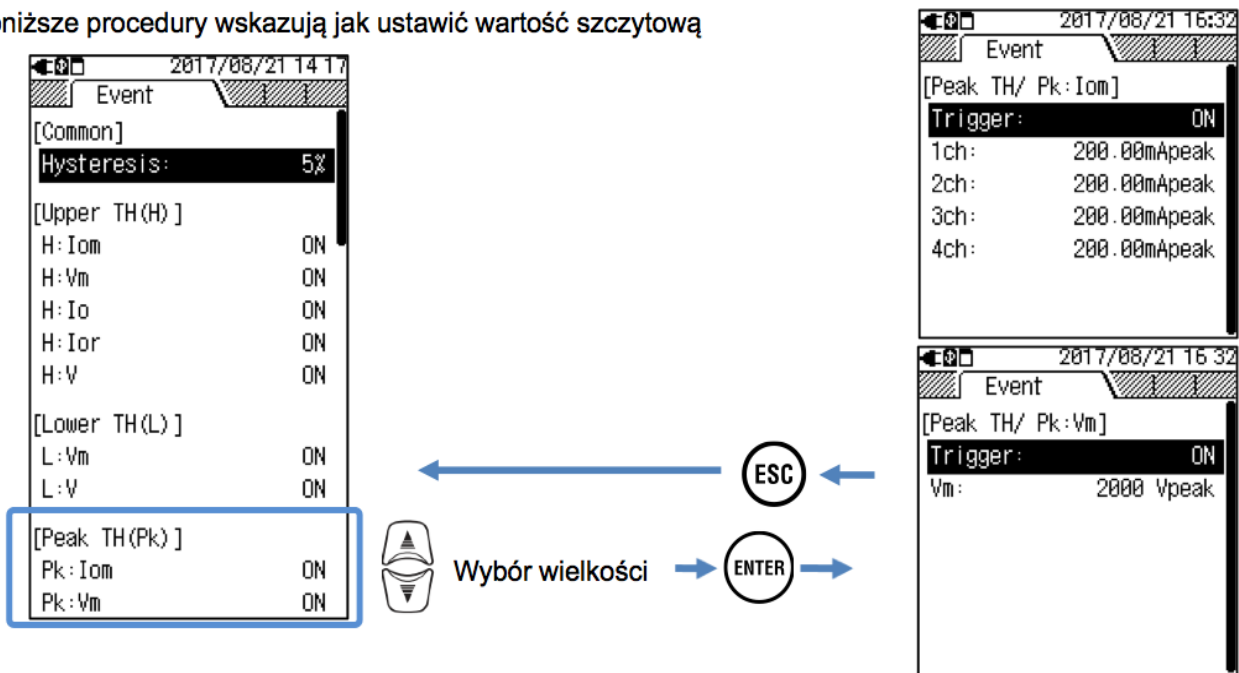 niższe procedury wskazują jak ustawić wartość szczytową
2017/08/21 14 17
Event
[Common]
Hysteresis: 5%
[Upper TH(H)]
H:Iom ON
H:Vm ON
H:Io ON
H:Ior ON
H:V ON
[Lower TH(L)]
L:Vm ON
L:V ON
[Peak TH(Pk)]
Pk:Iom ON
Pk:Vm ON
Wybór wielkości
ESC
ENTER
2017/08/21 16:32
Event
[Peak TH/ Pk:Iom]
Trigger: ON
1ch: 200.00mApeak
2ch: 200.00mApeak
3ch: 200.00mApeak
4ch: 200.00mApeak
2017/08/21 16 32
Event
[Peak TH/ Pk:Vm]
Trigger: ON
Vm: 2000 Vpeak